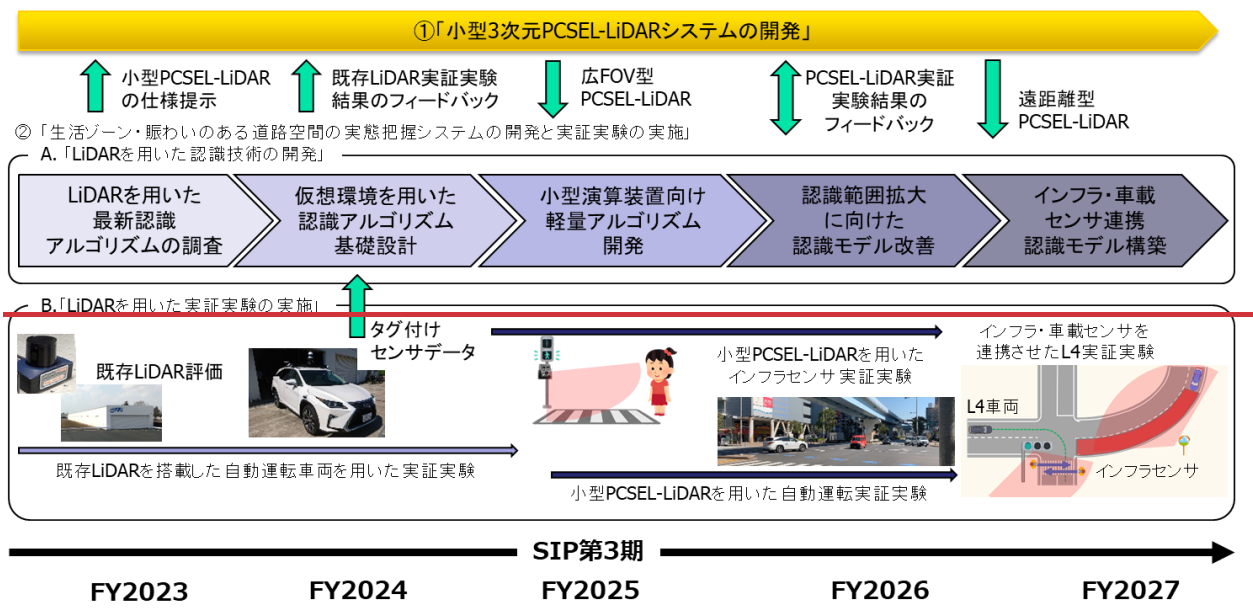 ①「小型3次元PCSEL-LiDARシステムの開発」
小型PCSEL-LiDAR
の仕様提示
既存LiDAR実証実験
結果のフィードバック
広FOV型
PCSEL-LiDAR
PCSEL-LiDAR実証
実験結果の
フィードバック
遠距離型
PCSEL-LiDAR
②「生活ゾーン・賑わいのある道路空間の実態把握システムの開発と実証実験の実施」
A.「LiDARを用いた認識技術の開発」
LiDARを用いた
最新認識
アルゴリズムの調査
仮想環境を用いた
認識アルゴリズム
基礎設計
小型演算装置向け
軽量アルゴリズム
開発
認識範囲拡大
に向けた
認識モデル改善
インフラ・車載
センサ連携
認識モデル構築
B.「LiDARを用いた実証実験の実施」
タグ付け
センサデータ
既存LiDAR評価
小型PCSEL-LiDARを用いた
インフラセンサ実証実験
インフラ・車載センサを
連携させたL4実証実験
L4車両
インフラセンサ
既存LiDARを搭載した自動運転車両を用いた実証実験
小型PCSEL-LiDARを用いた自動運転実証実験
SIP第3期
FY2023
FY2024
FY2025
FY2026
FY2027